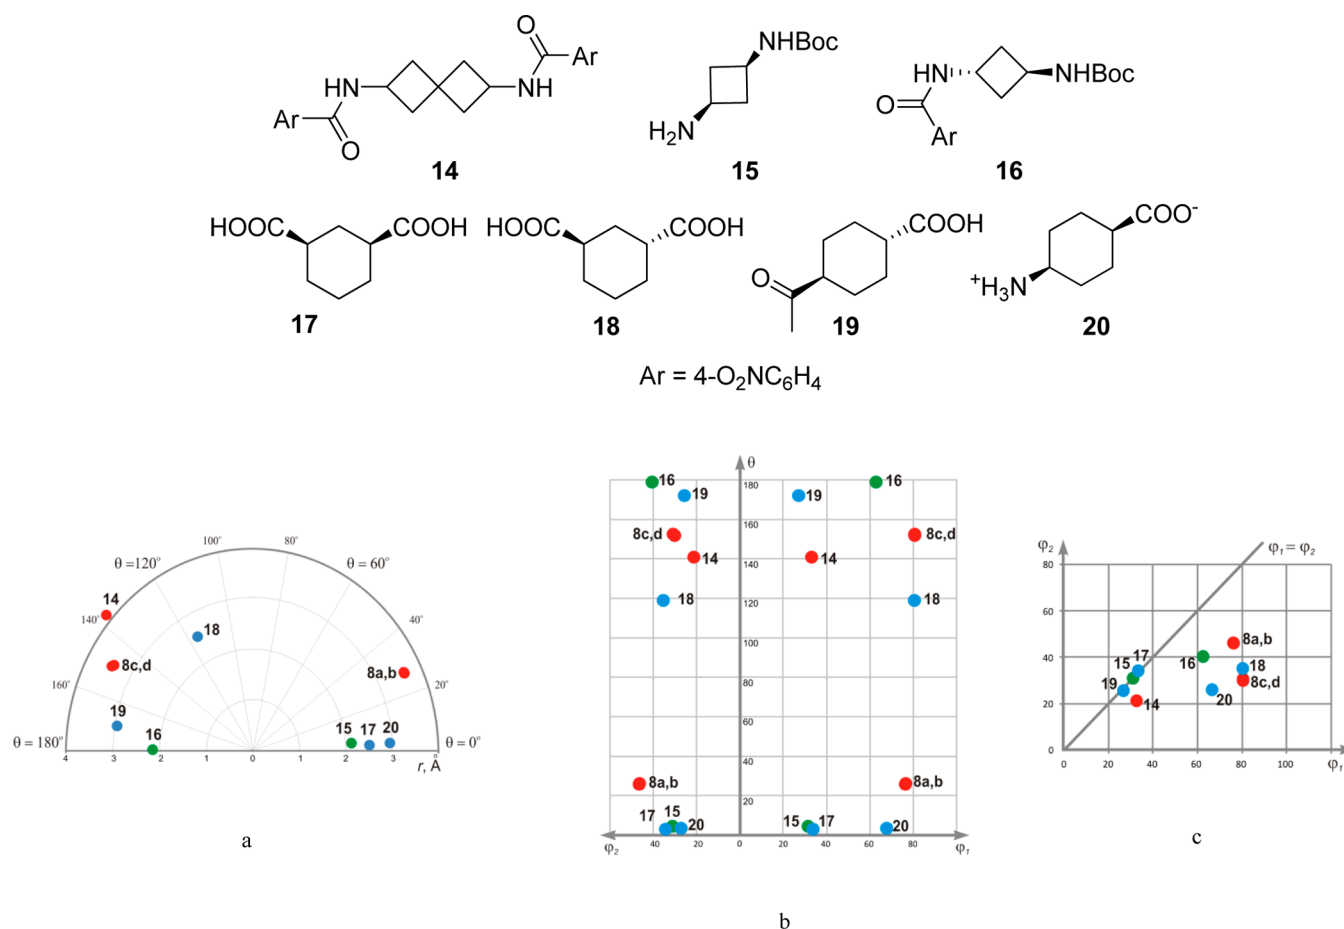 O
Ar
HN
NH
Ar
O
14
NHBoc
H2N
15
HN
NHBoc
O
Ar
16
HOOC
COOH
17
HOOC
COOH
18
COOH
O
19
COO-
+H3N
20
Ar = 4-O2NC6H4
100°
80°
θ =120°
θ = 60°
14
140°
18
40°
8c,d
8a,b
160°
20°
19
16
15
17
20
θ = 180°
θ = 0°
4
3
2
1
0
1
2
3
r, Å
a
θ
180
16
16
19
19
160
8c,d
8c,d
140
14
14
120
18
18
100
80
60
40
8a,b
8a,b
20
17
15
20
15
17
20
φ2
40
20
0
20
40
60
80
φ1
b
φ2
φ1 = φ2
80
60
8a,b
40
15
17
16
18
19
8c,d
20
14
20
0
0
20
40
60
80
100
φ1
c